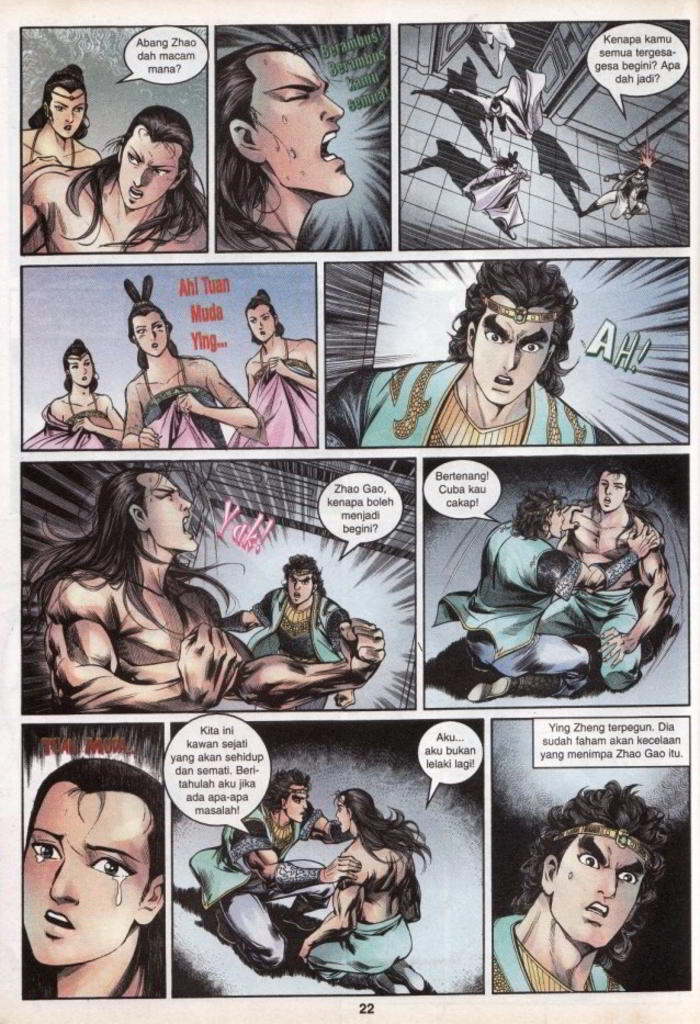 Abang Zhao
dah macam
mana?
Berambus!
Berambus
kamu
semua!
Kenapa kamu
semua tergesa-
gesa begini? Apa
dah jadi?
Ah! Tuan
Muda
Ying...
AH!
Yah!
Zhao Gao,
kenapa boleh
menjadi
begini?
Bertenang!
Cuba kau
cakap!
Tuan Muda...
Kita ini
kawan sejati
yang akan sehidup
dan semati. Beri-
tahulah aku jika
ada apa-apa
masalah!
Aku...
aku bukan
lelaki lagi!
Ying Zheng terpegun. Dia
sudah faham akan kecelaan
yang menimpa Zhao Gao itu.
22